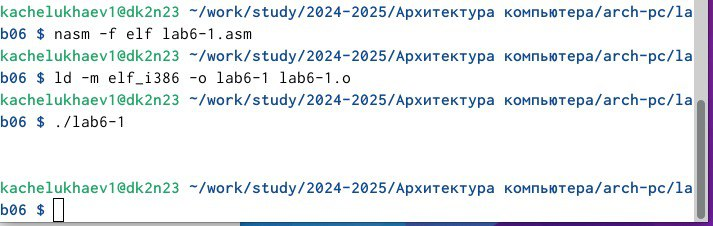 kachelukhaev1@dk2n23 ~/work/study/2024-2025/Архитектура компьютера/arch-pc/la
b06 $ nasm -f elf lab6-1.asm
kachelukhaev1@dk2n23 ~/work/study/2024-2025/Архитектура компьютера/arch-pc/la
b06 $ ld -m elf_i386 -o lab6-1 lab6-1.o
kachelukhaev1@dk2n23 ~/work/study/2024-2025/Архитектура компьютера/arch-pc/la
b06 $ ./lab6-1
kachelukhaev1@dk2n23 ~/work/study/2024-2025/Архитектура компьютера/arch-pc/la
b06 $